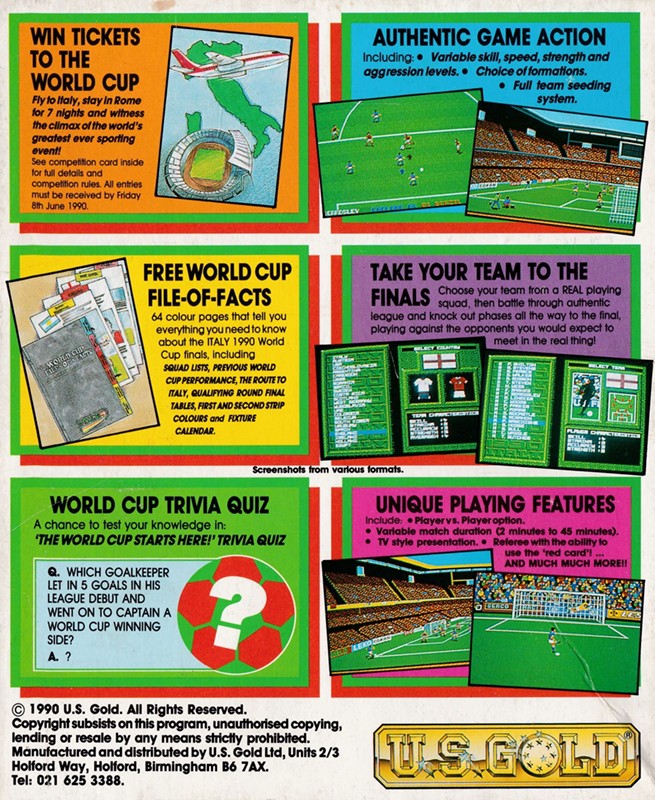 WIN TICKETS
TO THE
WORLD CUP
Fly to Italy, stay in Rome
for 7 nights and witness
the climax of the world's
greatest ever sporting
event!
See competition card inside
for full details and
competition rules. All entries
must be received by Friday
8th June 1990.
AUTHENTIC GAME ACTION
Including: • Variable skill, speed, strength and
aggression levels. • Choice of formations.
• Full team seeding
system.
FREE WORLD CUP
FILE-OF-FACTS
64 colour pages that tell you
everything you need to know
about the ITALY 1990 World
Cup finals, including
SQUAD LISTS, PREVIOUS WORLD
CUP PERFORMANCE, THE ROUTE TO
ITALY, QUALIFYING ROUND FINAL
TABLES, FIRST AND SECOND STRIP
COLOURS and FIXTURE
CALENDAR.
TAKE YOUR TEAM TO THE
FINALS Choose your team from a REAL playing
squad, then battle through authentic
league and knock out phases all the way to the final,
playing against the opponents you would expect to
meet in the real thing!
SELECT COUNTRY
TEAM CHARACTERISTICS
SELECT TEAM
PLAYER CHARACTERISTICS
SKILL
Screenshots from various formats.
WORLD CUP TRIVIA QUIZ
A chance to test your knowledge in:
'THE WORLD CUP STARTS HERE!' TRIVIA QUIZ
Q. WHICH GOALKEEPER
LET IN 5 GOALS IN HIS
LEAGUE DEBUT AND
WENT ON TO CAPTAIN A
WORLD CUP WINNING
SIDE?
A. ?
?
UNIQUE PLAYING FEATURES
Include: • Player vs. Player option.
• Variable match duration (2 minutes to 45 minutes).
• TV style presentation. • Referee with the ability to
use the 'red card'! ...
AND MUCH MUCH MORE!!
© 1990 U.S. Gold. All Rights Reserved.
Copyright subsists on this program, unauthorised copying,
lending or resale by any means strictly prohibited.
Manufactured and distributed by U.S. Gold Ltd, Units 2/3
Holford Way, Holford, Birmingham B6 7AX.
Tel: 021 625 3388.
U.S. GOLD®